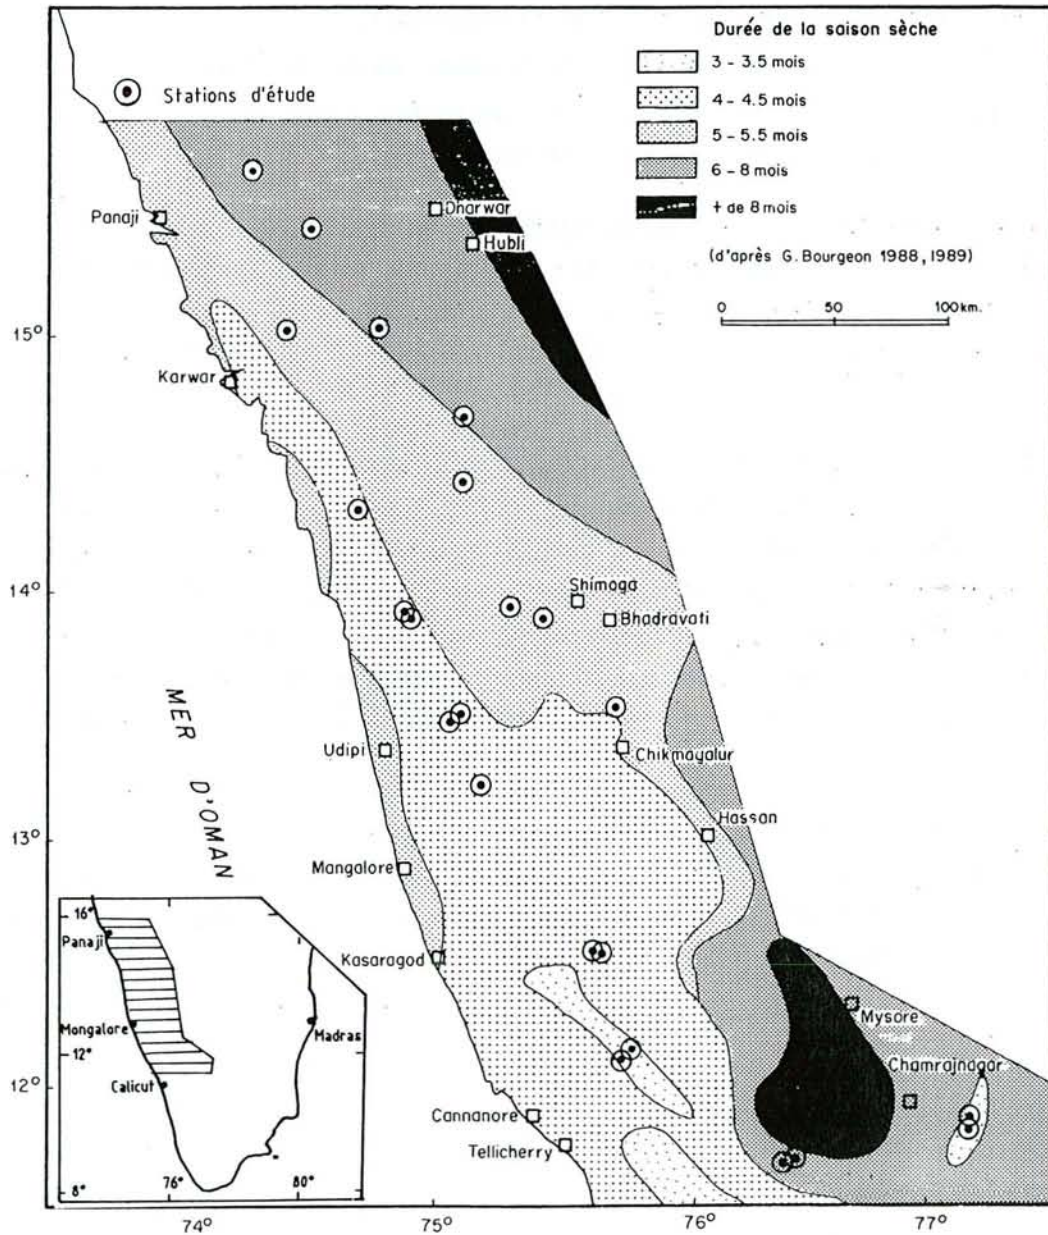 Durée de la saison sèche
3 - 3.5 mois
4 - 4.5 mois
5 - 5.5 mois
6 - 8 mois
+ de 8 mois
(d'après G. Bourgeon 1988, 1989)
0 50 100 km.
Stations d'étude
Panaji
Dharwar
Hubli
15°
Karwar
14°
Shimoga
Bhadravati
MER D'OMAN
Udipi
Chikmayalur
13°
Hassan
Mangalore
Kasaragod
Mysore
12°
Chamrajnagar
Cannanore
Tellicherry
74° 75° 76° 77°
16°
Panaji
Mongalore
Madras
12°
Calicut
8°
76° 80°